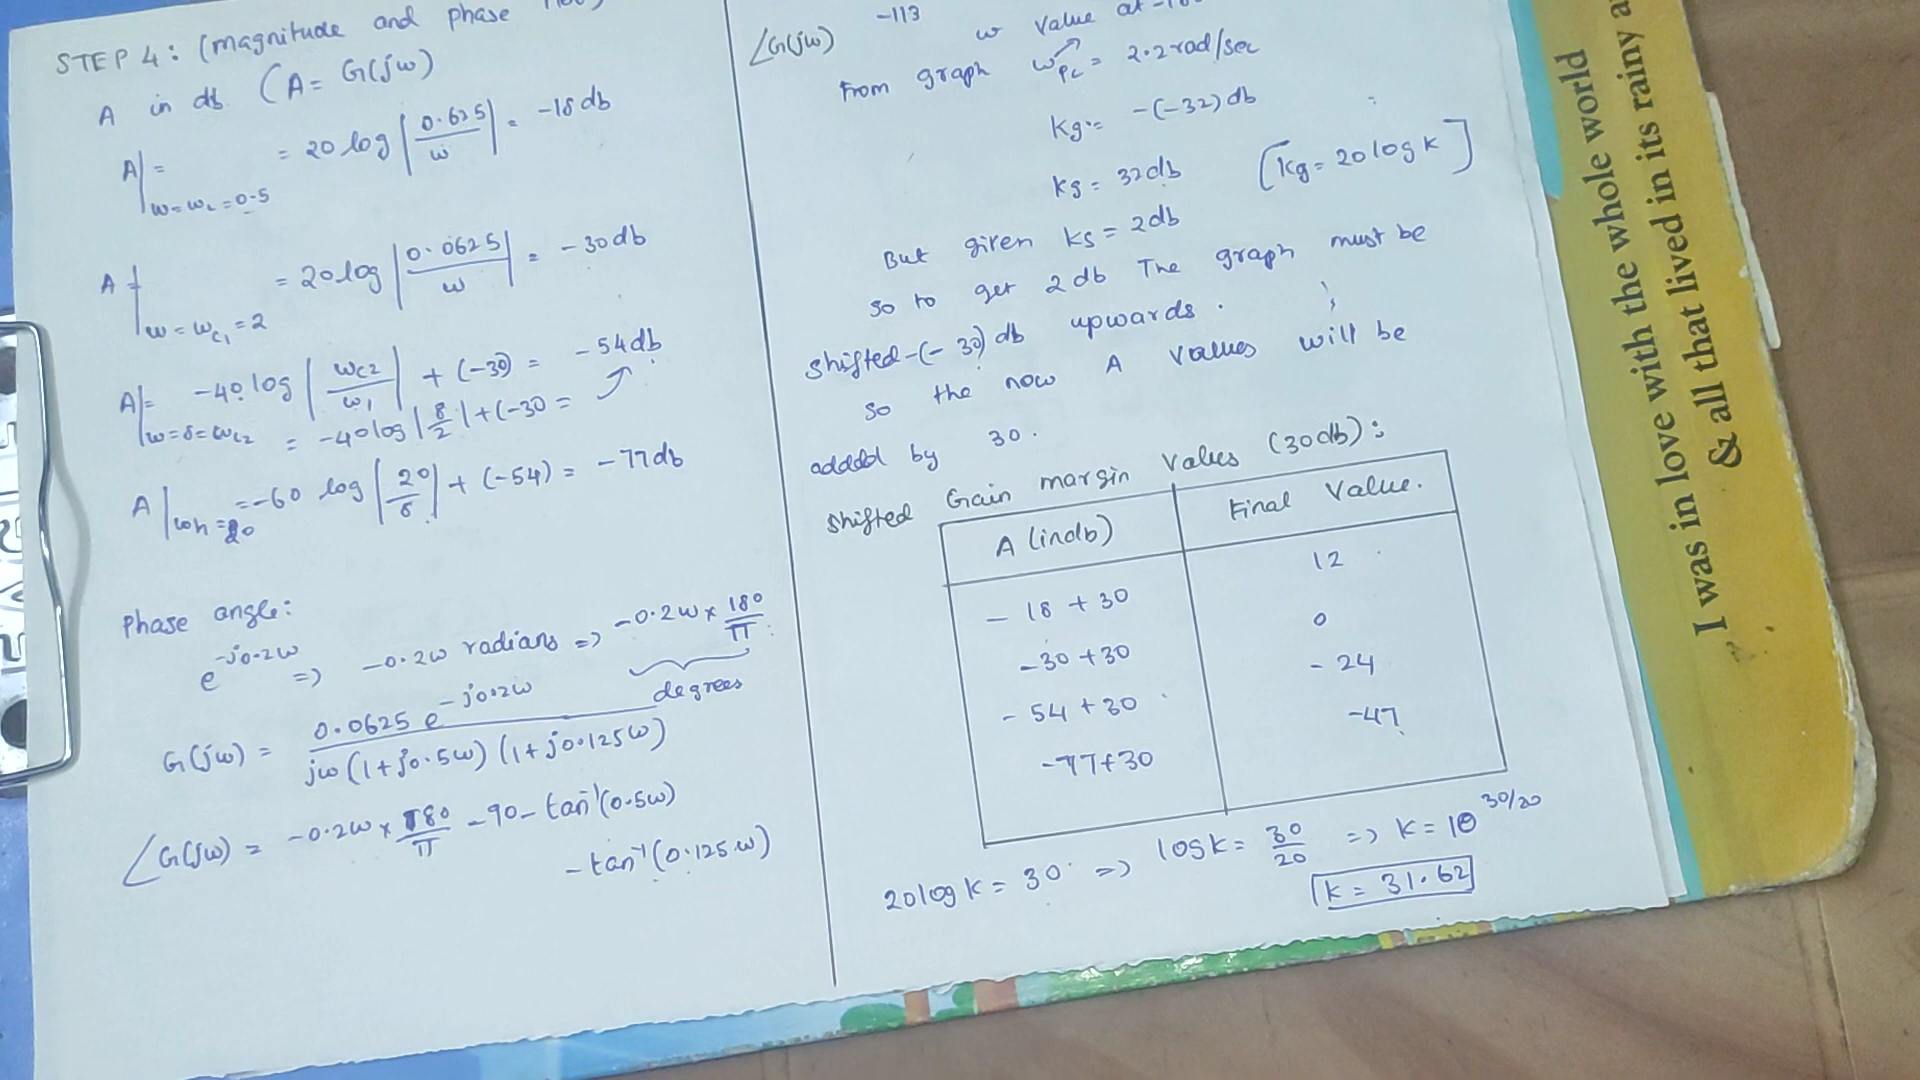 STEP 4: (magnitude and phase
A in db (A = G(jω)
A|ω=ωL=0.5 = = 20 log |0.625/ω| = -18 db
A|ω=ωc1=2 = 20 log |0.0625/ω| = -30 db
A|ω=8=ωc2 = -40 log |ωc2/ω1| + (-30) = -54 db
= -40 log |8/2| + (-30 =
A|ωh=20 = -60 log |20/8| + (-54) = -77 db
Phase angle:
e^-j0.2ω => -0.2ω radians => -0.2ω × 180/π
degrees
G(jω) = 0.0625 e^-j0.2ω / jω (1+j0.5ω) (1+j0.125ω)
∠G(jω) = -0.2ω × 180/π - 90 - tan⁻¹(0.5ω)
- tan⁻¹(0.125ω)
∠G(jω) -113
ω Value at
From graph ωpc = 2.2 rad/sec
Kg = -(-32) db
Kg = 32 db [Kg = 20 log K]
But given Kg = 2 db
so to get 2 db The graph must be
shifted -(-30) db upwards.
So the now A values will be
adddd by 30.
Shifted Gain margin Values (30db):
A (indb) Final Value.
-18 + 30 12
-30 + 30 0
-54 + 30 -24
-77 + 30 -47
20 log K = 30 => log K = 30/20 => K = 10^30/20
K = 31.62
I was in love with the whole world
& all that lived in its rainy